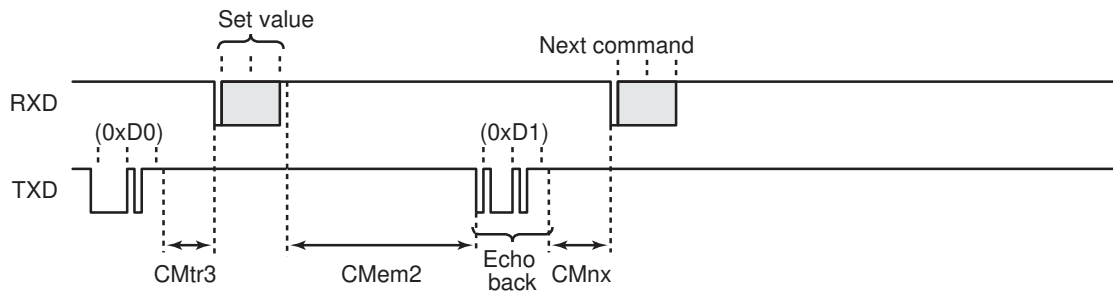 Set value
Next command
RXD
(0xD0)
(0xD1)
TXD
CMtr3
CMem2
Echo
back
CMnx